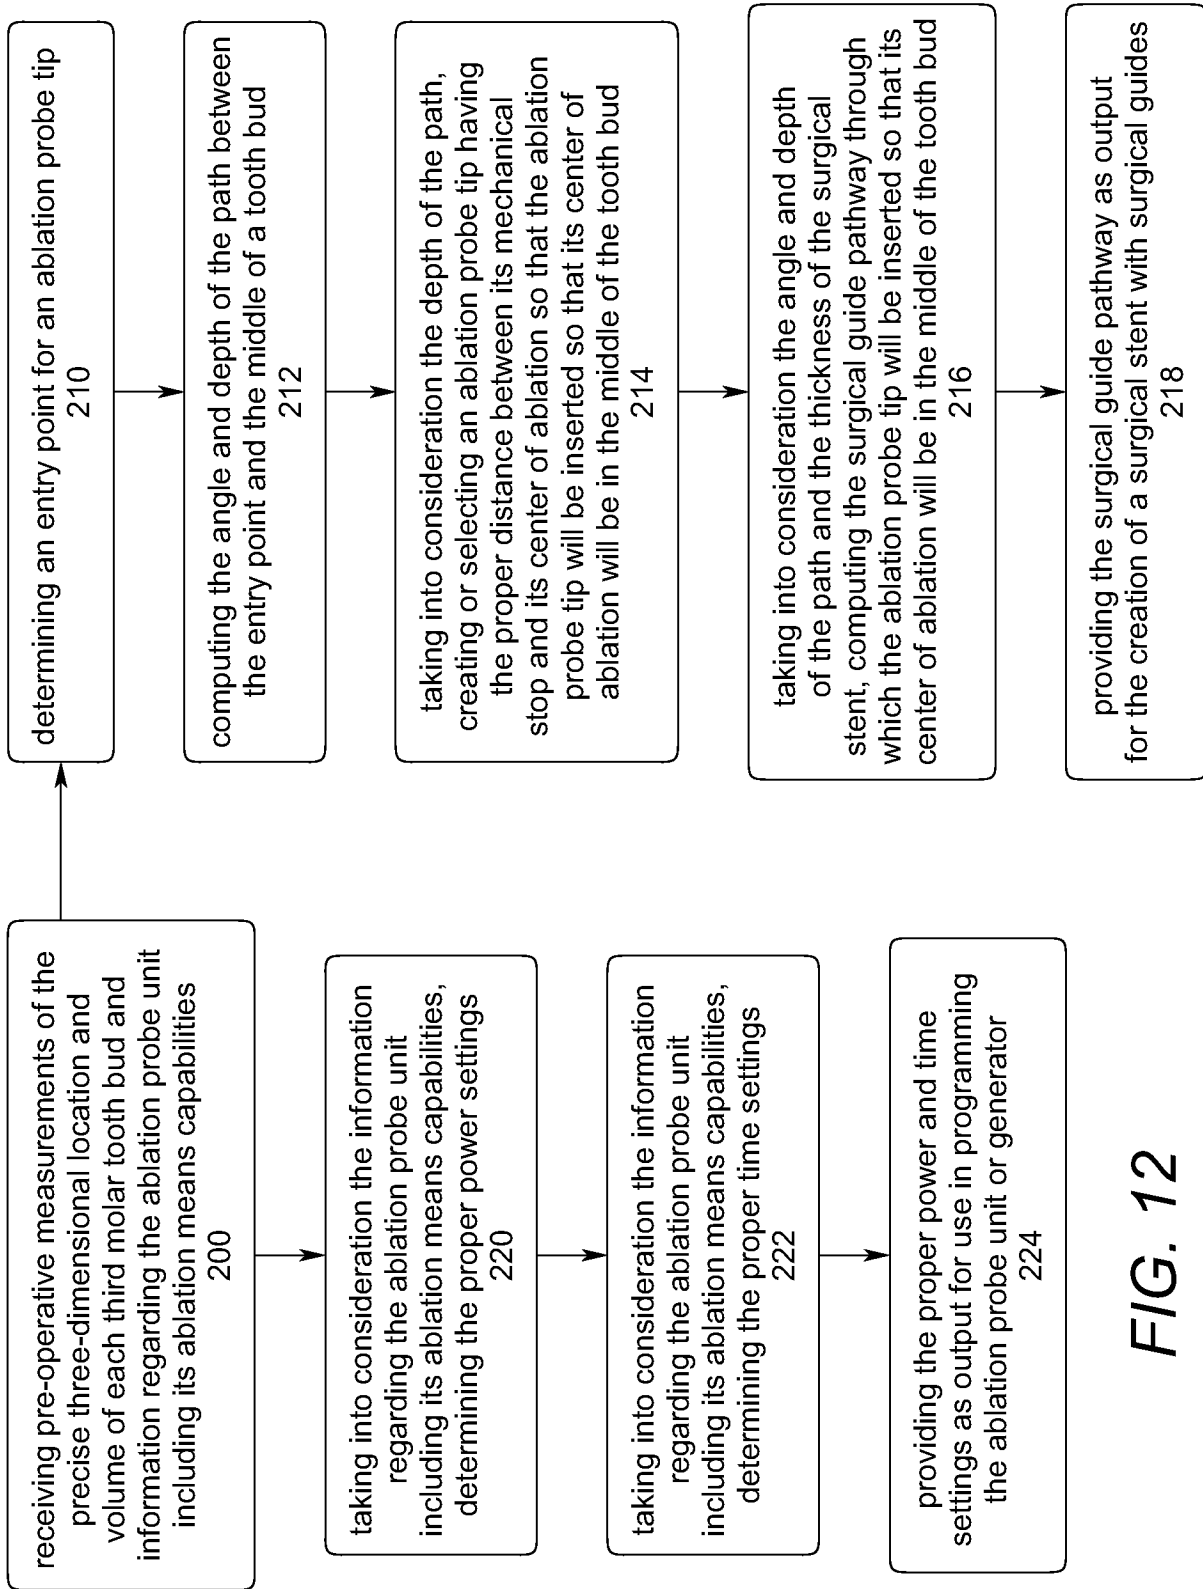 receiving pre-operative measurements of the
precise three-dimensional location and
volume of each third molar tooth bud and
information regarding the ablation probe unit
including its ablation means capabilities
200
taking into consideration the information
regarding the ablation probe unit
including its ablation means capabilities,
determining the proper power settings
220
taking into consideration the information
regarding the ablation probe unit
including its ablation means capabilities,
determining the proper time settings
222
providing the proper power and time
settings as output for use in programming
the ablation probe unit or generator
224
determining an entry point for an ablation probe tip
210
computing the angle and depth of the path between
the entry point and the middle of a tooth bud
212
taking into consideration the depth of the path,
creating or selecting an ablation probe tip having
the proper distance between its mechanical
stop and its center of ablation so that the ablation
probe tip will be inserted so that its center of
ablation will be in the middle of the tooth bud
214
taking into consideration the angle and depth
of the path and the thickness of the surgical
stent, computing the surgical guide pathway through
which the ablation probe tip will be inserted so that its
center of ablation will be in the middle of the tooth bud
216
providing the surgical guide pathway as output
for the creation of a surgical stent with surgical guides
218
FIG. 12